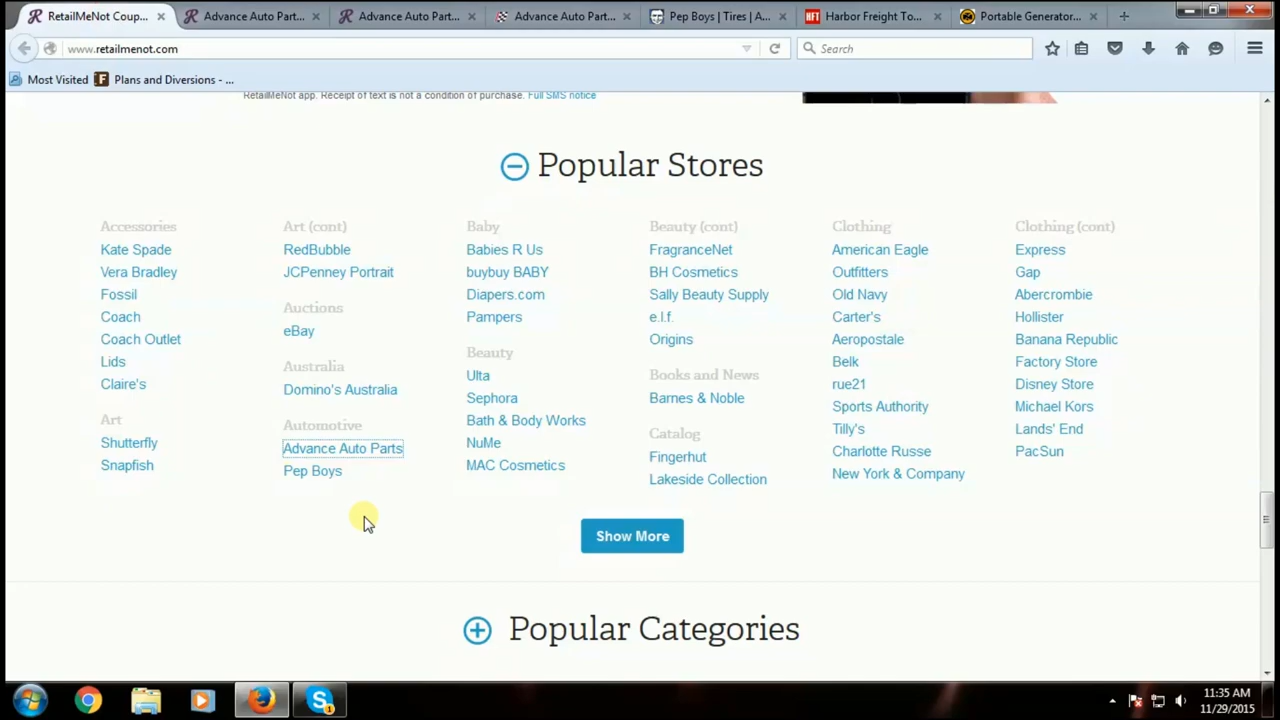 RetailMeNot Coup...
Advance Auto Part...
Advance Auto Part...
Advance Auto Part...
Pep Boys | Tires | A...
HFT
Harbor Freight To...
Portable Generator...
www.retailmenot.com
Search
Most Visited
F
Plans and Diversions - ...
RetailMeNot app. Receipt of text is not a condition of purchase. Full SMS notice
Popular Stores
Accessories
Kate Spade
Vera Bradley
Fossil
Coach
Coach Outlet
Lids
Claire's
Art
Shutterfly
Snapfish
Art (cont)
RedBubble
JCPenney Portrait
Auctions
eBay
Australia
Domino's Australia
Automotive
Advance Auto Parts
Pep Boys
Baby
Babies R Us
buybuy BABY
Diapers.com
Pampers
Beauty
Ulta
Sephora
Bath & Body Works
NuMe
MAC Cosmetics
Beauty (cont)
FragranceNet
BH Cosmetics
Sally Beauty Supply
e.l.f.
Origins
Books and News
Barnes & Noble
Catalog
Fingerhut
Lakeside Collection
Clothing
American Eagle
Outfitters
Old Navy
Carter's
Aeropostale
Belk
rue21
Sports Authority
Tilly's
Charlotte Russe
New York & Company
Clothing (cont)
Express
Gap
Abercrombie
Hollister
Banana Republic
Factory Store
Disney Store
Michael Kors
Lands' End
PacSun
Show More
Popular Categories
11:35 AM
11/29/2015